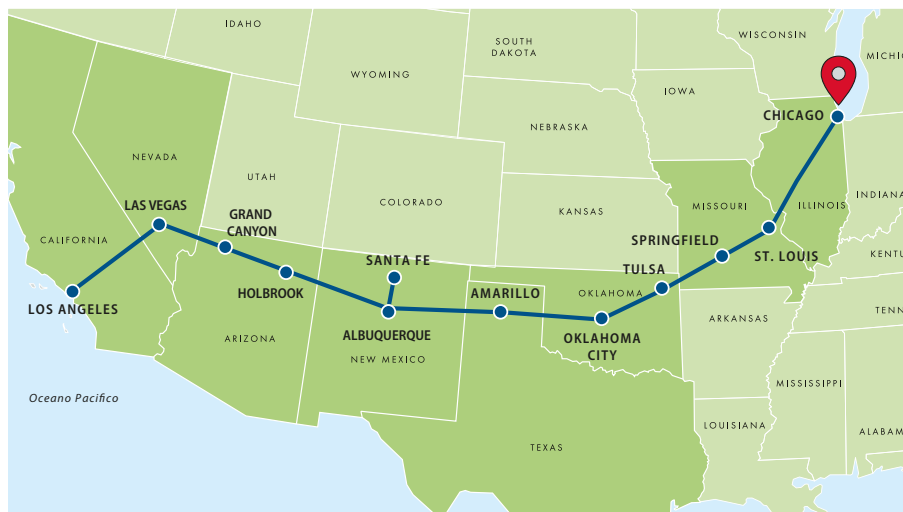 IDAHO
WYOMING
SOUTH
DAKOTA
WISCONSIN
MICHIG
IOWA
NEBRASKA
CHICAGO
NEVADA
UTAH
COLORADO
KANSAS
MISSOURI
ILLINOIS
INDIANA
LAS VEGAS
GRAND
CANYON
CALIFORNIA
SANTA FE
SPRINGFIELD
ST. LOUIS
KENTU
TULSA
HOLBROOK
AMARILLO
OKLAHOMA
LOS ANGELES
ARIZONA
ALBUQUERQUE
NEW MEXICO
OKLAHOMA
CITY
ARKANSAS
TENN
MISSISSIPPI
Oceano Pacifico
TEXAS
LOUISIANA
ALABAM